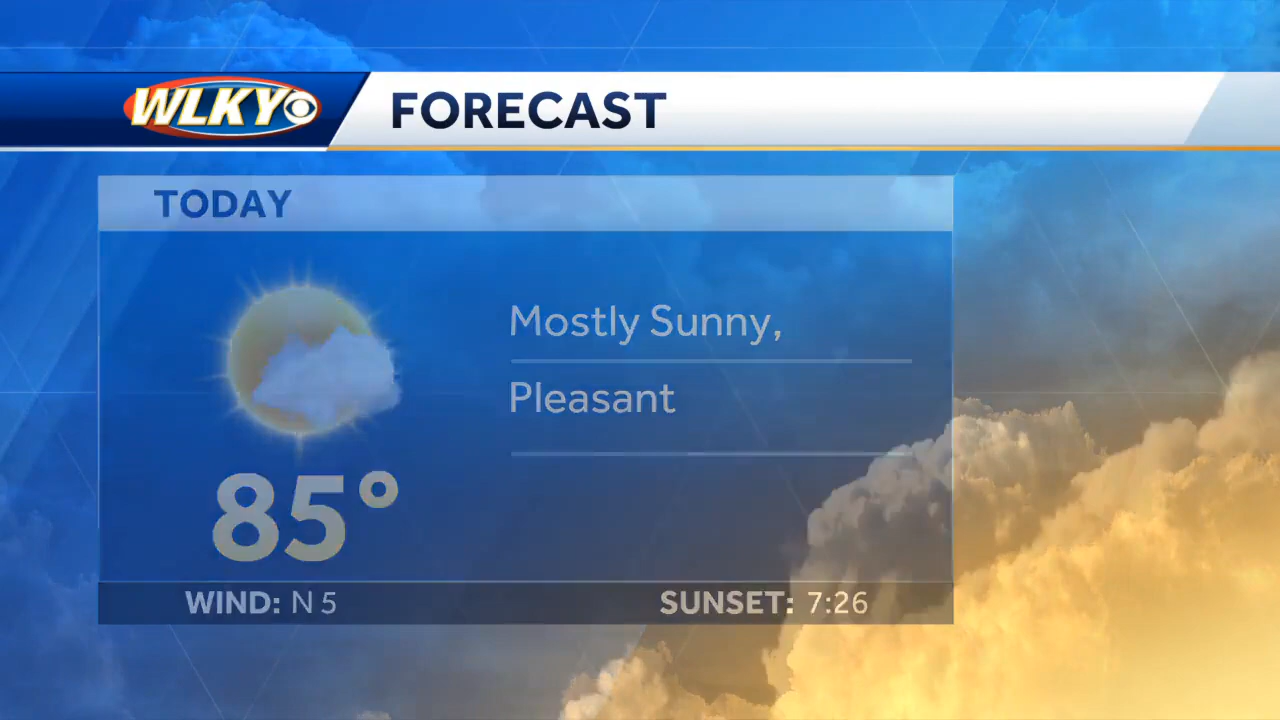 WLKY
FORECAST
TODAY
Mostly Sunny,
Pleasant
85°
WIND: N 5
SUNSET: 7:26